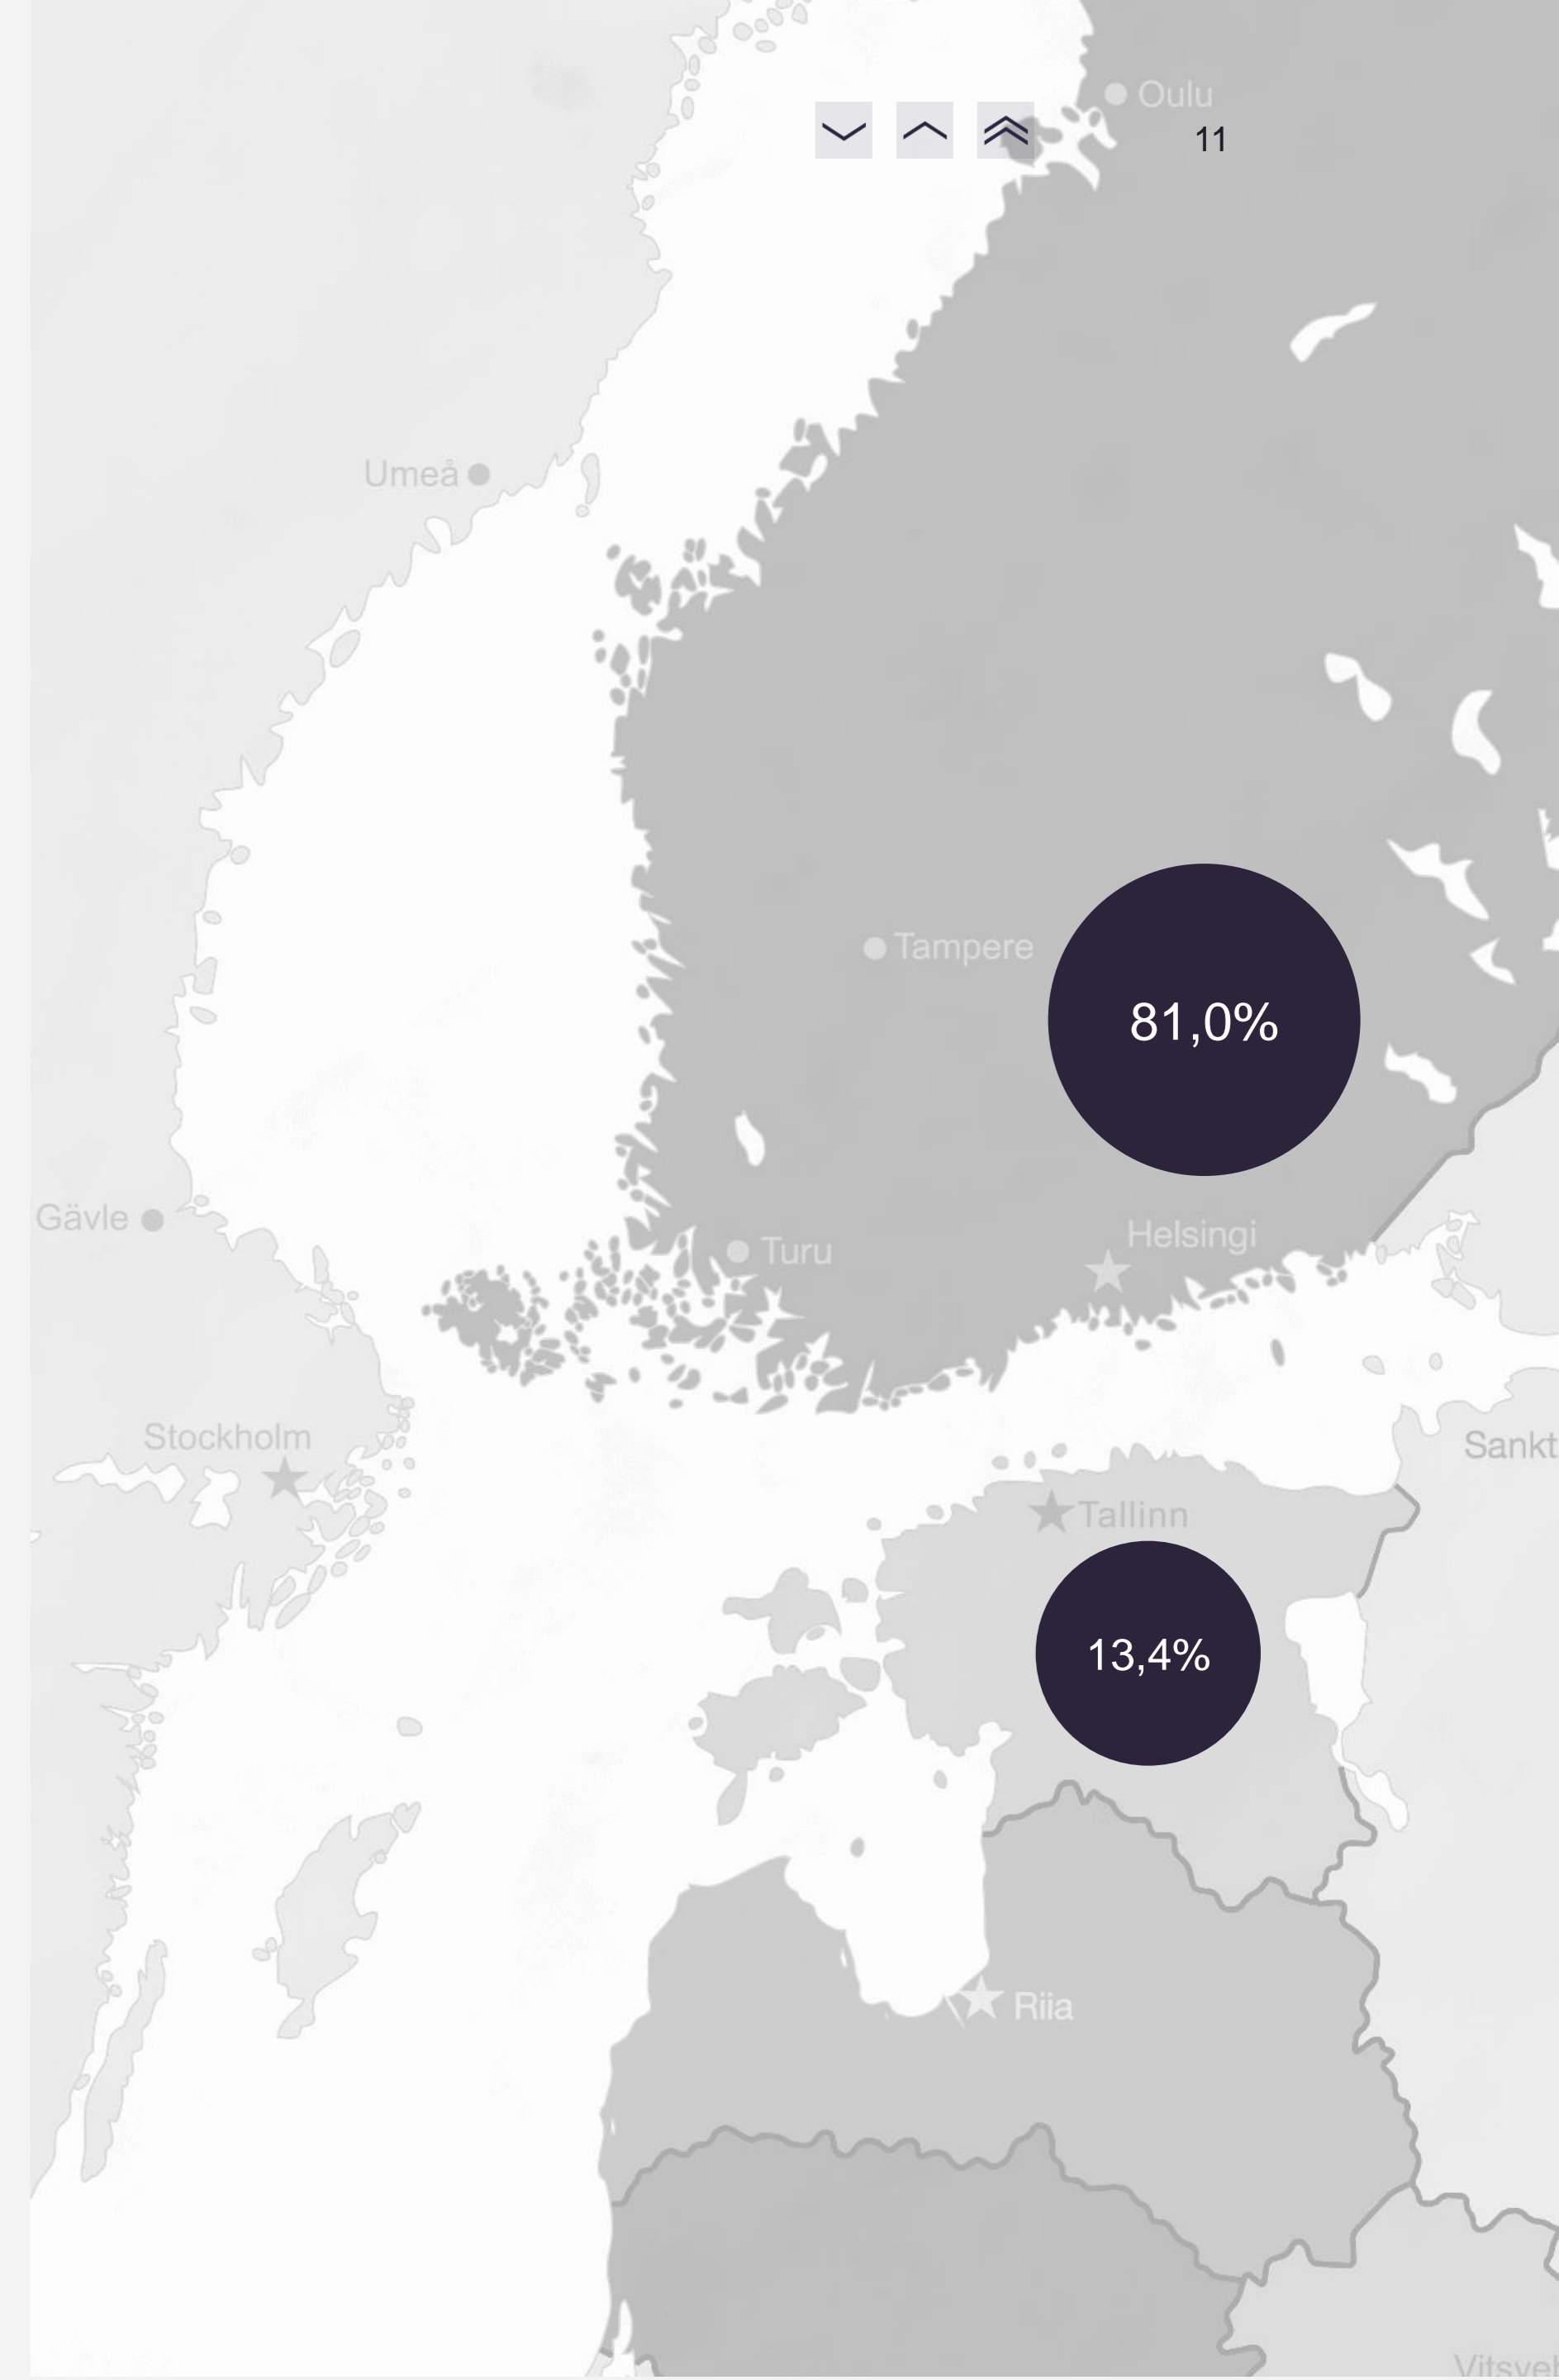 Oulu
11
Umeå
Tampere
81,0%
Gävle
Helsingi
Turu
Stockholm
Sankt
Tallinn
13,4%
Riia